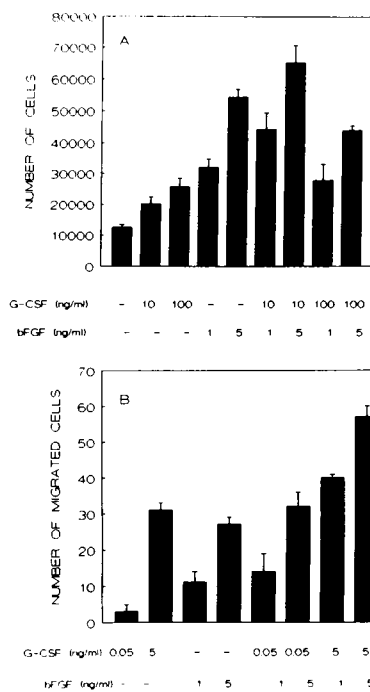 A
NUMBER OF CELLS
80000
70000
60000
50000
40000
30000
20000
10000
0
G-CSF (ng/ml) - 10 100 - - 10 10 100 100
bFGF (ng/ml) - - - 1 5 1 5 1 5
B
NUMBER OF MIGRATED CELLS
70
60
50
40
30
20
10
0
G-CSF (ng/ml) 0.05 5 - - 0.05 0.05 5 5
bFGF (ng/ml) - - 1 5 1 5 1 5